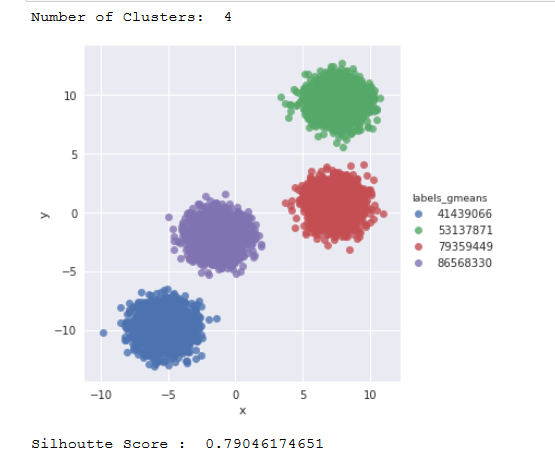 Number of Clusters:  4
10
5
0
−5
−10
y
−10 −5 0 5 10
x
labels_gmeans
41439066
53137871
79359449
86568330
Silhoutte Score :  0.79046174651